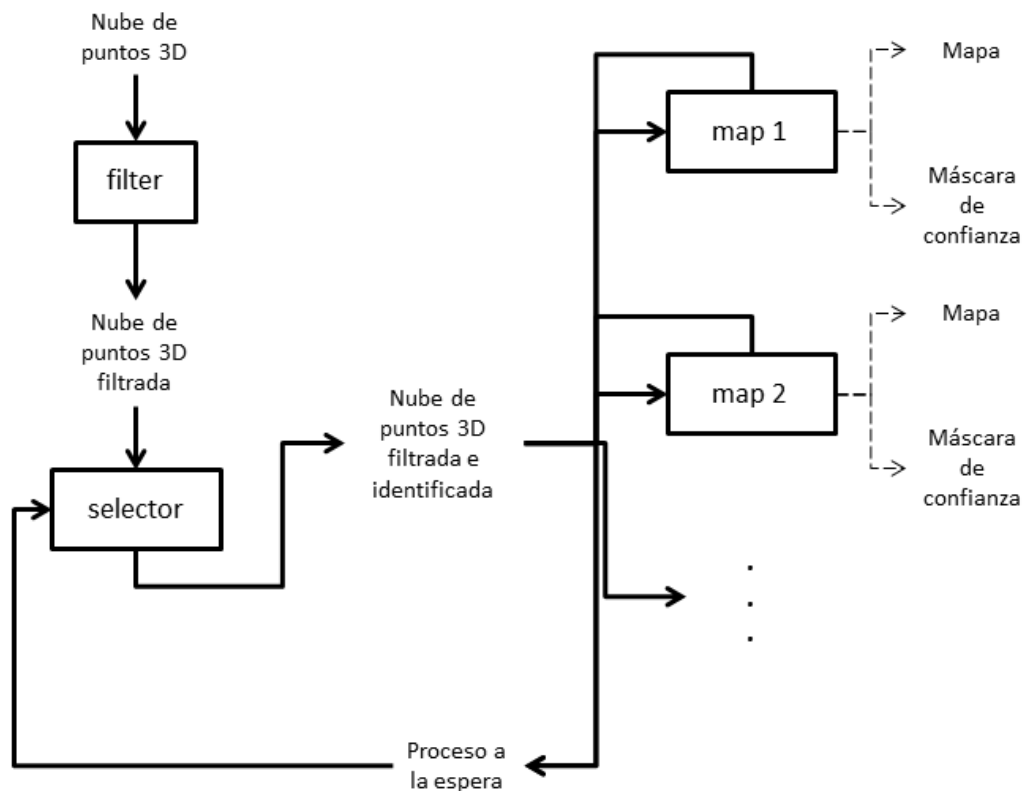 Nube de
puntos 3D
filter
Nube de
puntos 3D
filtrada
selector
Nube de
puntos 3D
filtrada e
identificada
map 1
Mapa
Máscara
de
confianza
map 2
Mapa
Máscara
de
confianza
.
.
.
Proceso a
la espera